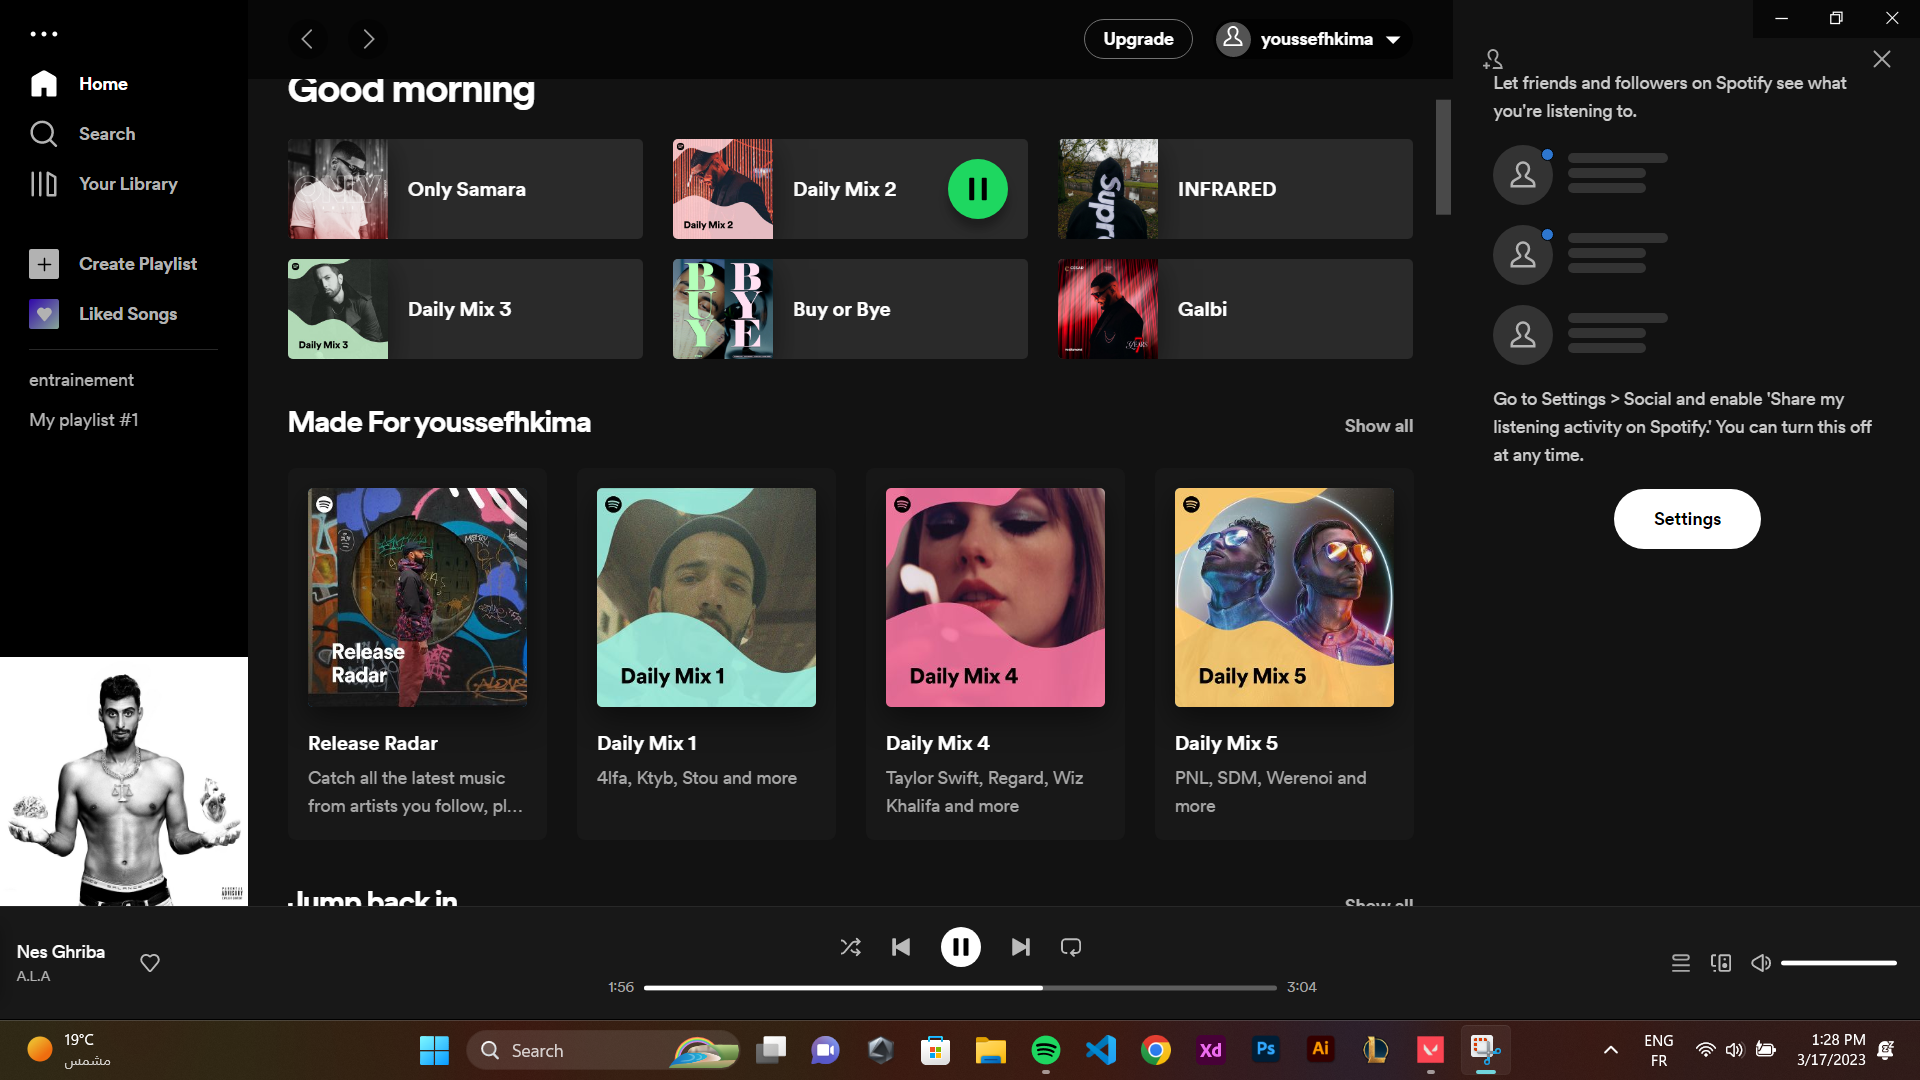 Home
Search
Your Library
Create Playlist
Liked Songs
entrainement
My playlist #1
Upgrade
youssefhkima
Good morning
ONLY
Only Samara
Daily Mix 2
Daily Mix 2
Supre
INFRARED
Daily Mix 3
Daily Mix 3
BUY BYE
Buy or Bye
Galbi
Made For youssefhkima
Show all
Release
Radar
Daily Mix 1
Daily Mix 4
Daily Mix 5
Release Radar
Catch all the latest music
from artists you follow, pl...
Daily Mix 1
4lfa, Ktyb, Stou and more
Daily Mix 4
Taylor Swift, Regard, Wiz
Khalifa and more
Daily Mix 5
PNL, SDM, Werenoi and
more
Jump back in
Show all
Let friends and followers on Spotify see what
you're listening to.
Go to Settings > Social and enable 'Share my
listening activity on Spotify.' You can turn this off
at any time.
Settings
Nes Ghriba
A.L.A
1:56
3:04
19°C
مشمس
Search
Xd
Ps
Ai
ENG
FR
1:28 PM
3/17/2023